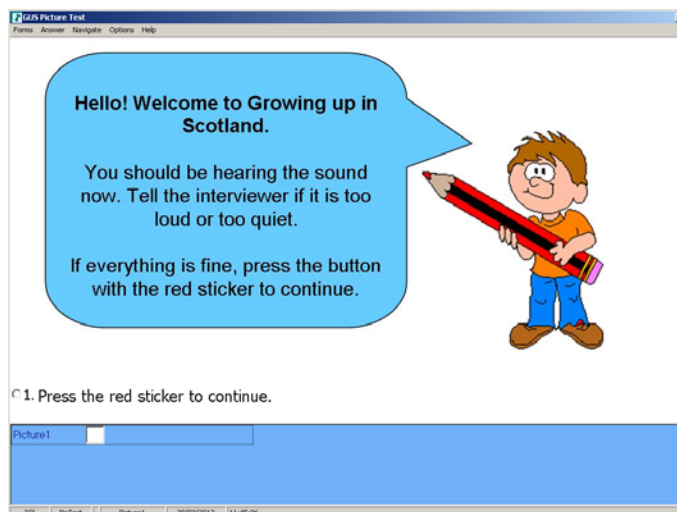 GUS Picture Test
Forms Answer Navigate Options Help
Hello! Welcome to Growing up in
Scotland.
You should be hearing the sound
now. Tell the interviewer if it is too
loud or too quiet.
If everything is fine, press the button
with the red sticker to continue.
1. Press the red sticker to continue.
Picture1